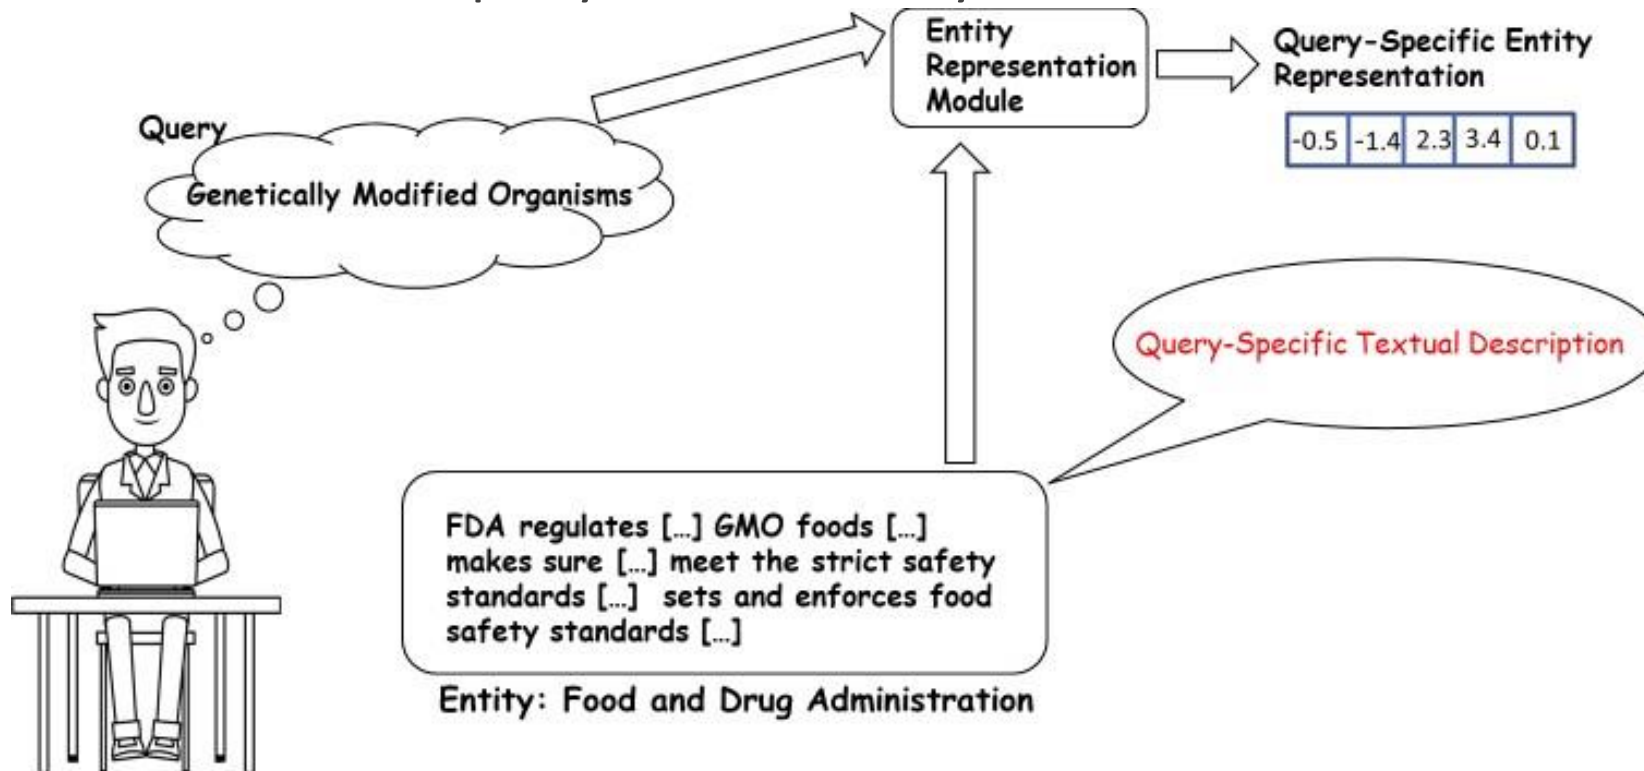 Entity
Representation
Module
Query-Specific Entity
Representation
-0.5 -1.4 2.3 3.4 0.1
Query
Genetically Modified Organisms
Query-Specific Textual Description
FDA regulates [...] GMO foods [...]
makes sure [...] meet the strict safety
standards [...] sets and enforces food
safety standards [...]
Entity: Food and Drug Administration